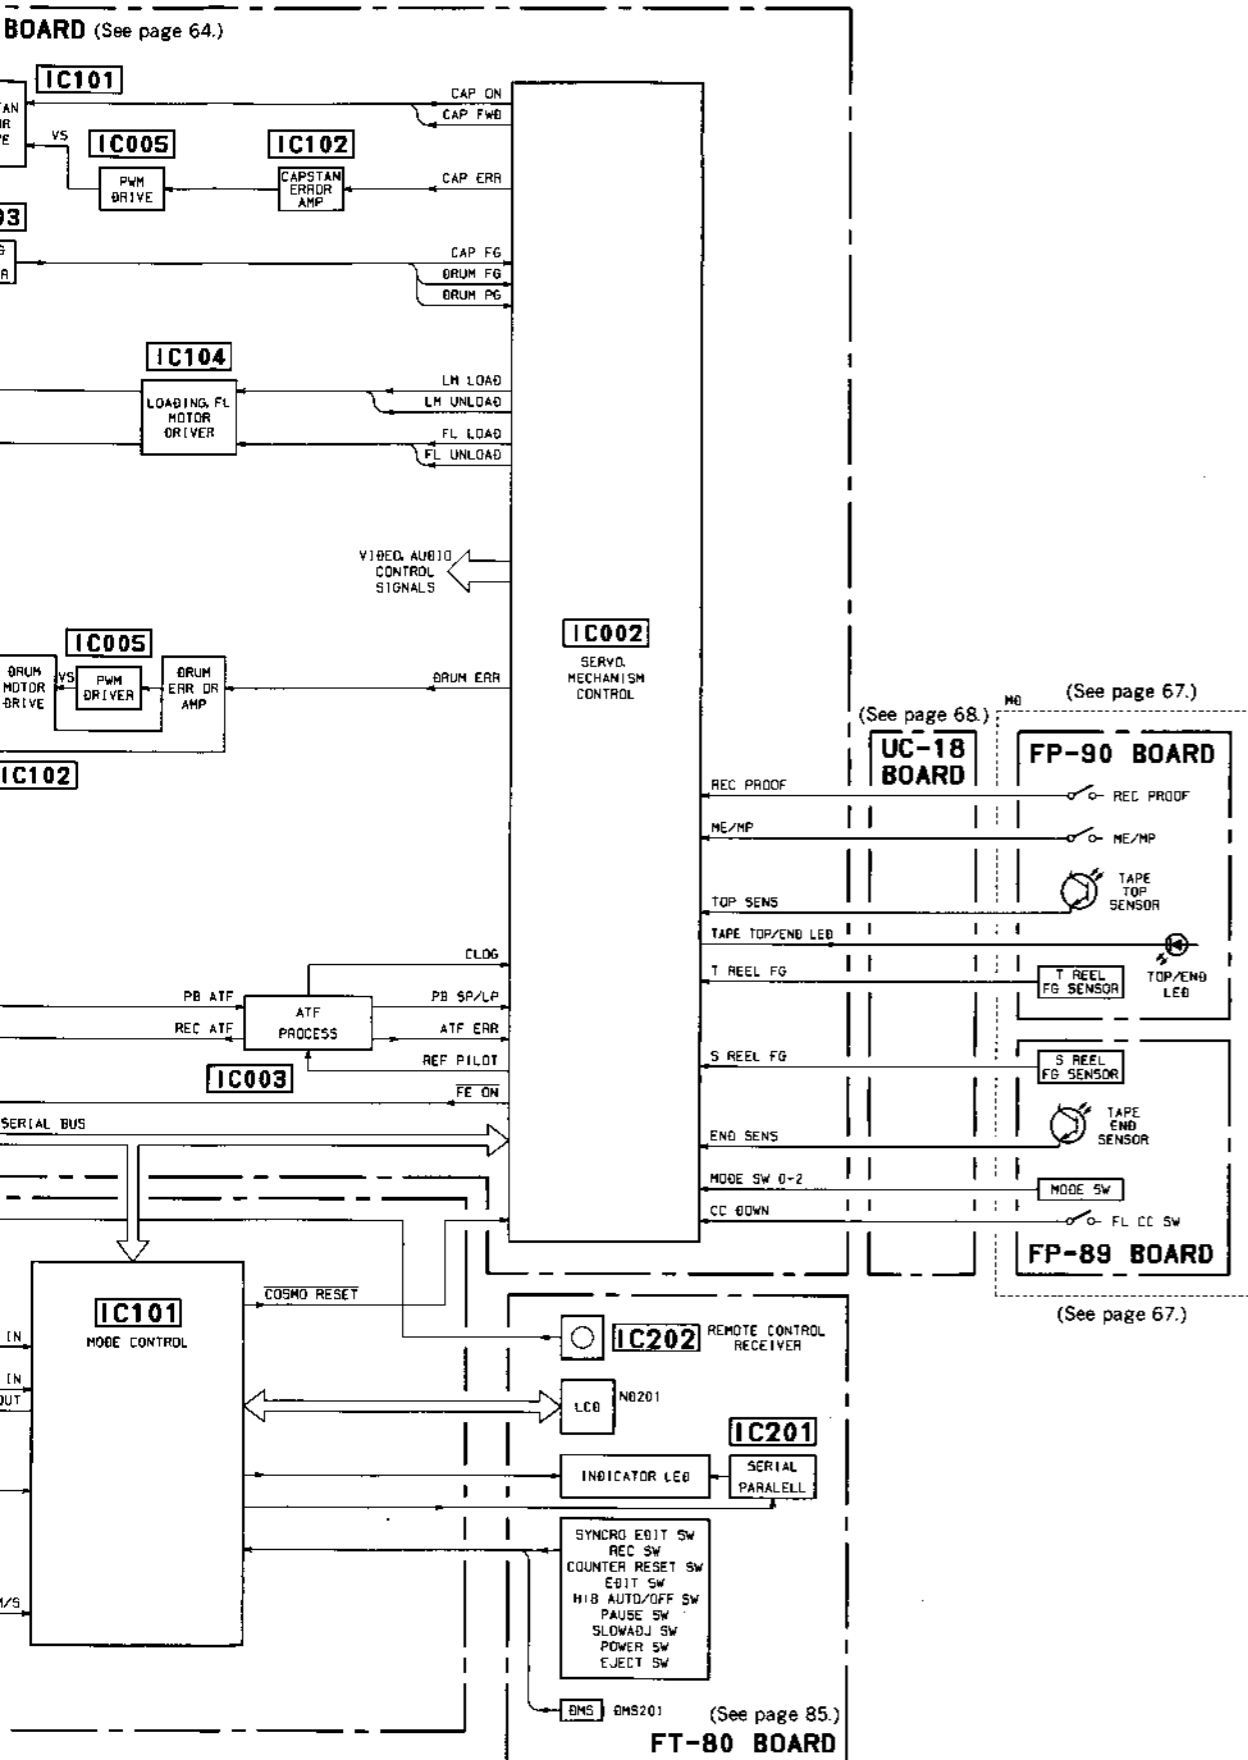 BOARD (See page 64.)
IC101
CAP ON
CAP FWD
VS
IC005
IC102
PWM
DRIVE
CAPSTAN
ERROR
AMP
CAP ERR
CAP FG
DRUM FG
DRUM PG
IC104
LOADING, FL
MOTOR
DRIVER
LM LOAD
LM UNLOAD
FL LOAD
FL UNLOAD
VIDEO, AUDIO
CONTROL
SIGNALS
IC002
SERVO,
MECHANISM
CONTROL
IC005
DRUM
MOTOR
DRIVE
VS
PWM
DRIVER
DRUM
ERR OR
AMP
DRUM ERR
IC102
(See page 68.)
UC-18
BOARD
MD
(See page 67.)
FP-90 BOARD
REC PROOF
REC PROOF
ME/MP
ME/MP
TAPE
TOP
SENSOR
TOP SENS
TAPE TOP/END LED
TOP/END
LED
T REEL FG
T REEL
FG SENSOR
CLOG
PB ATF
REC ATF
ATF
PROCESS
PB SP/LP
ATF ERR
REF PILOT
IC003
FE ON
SERIAL BUS
S REEL FG
S REEL
FG SENSOR
TAPE
END
SENSOR
END SENS
MODE SW 0-2
MODE SW
CC DOWN
FL CC SW
FP-89 BOARD
(See page 67.)
IC101
MODE CONTROL
COSMO RESET
IN
IN
OUT
M/S
IC202
REMOTE CONTROL
RECEIVER
LCD
ND201
IC201
INDICATOR LED
SERIAL
PARALELL
SYNCRO EDIT SW
REC SW
COUNTER RESET SW
EDIT SW
HI8 AUTO/OFF SW
PAUSE SW
SLOWADJ SW
POWER SW
EJECT SW
DMS
DMS201
(See page 85.)
FT-80 BOARD